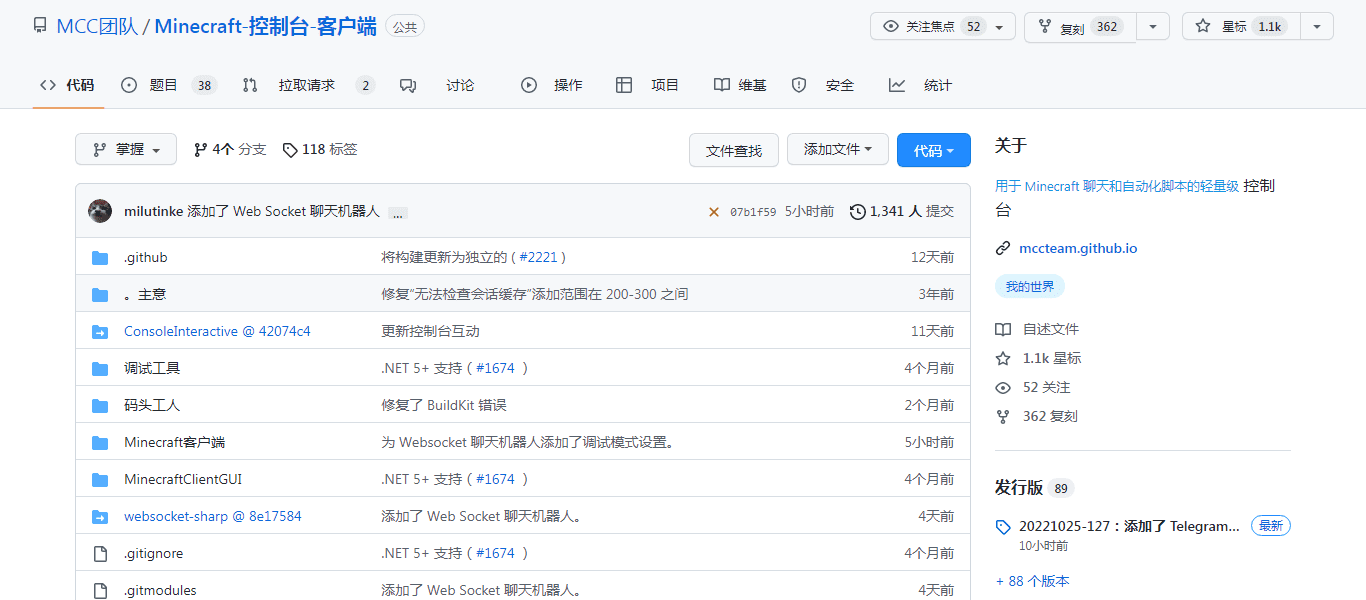 MCC团队 / Minecraft-控制台-客户端 公共 关注焦点 52 复刻 362 星标 1.1k
代码 题目 38 拉取请求 2 讨论 操作 项目 维基 安全 统计
掌握 4个 分支 118 标签 文件查找 添加文件 代码
milutinke 添加了 Web Socket 聊天机器人 ... 07b1f59 5小时前 1,341 人 提交
.github 将构建更新为独立的 ( #2221 ) 12天前
。主意 修复“无法检查会话缓存”添加范围在 200-300 之间 3年前
ConsoleInteractive @ 42074c4 更新控制台互动 11天前
调试工具 .NET 5+ 支持 ( #1674 ) 4个月前
码头工人 修复了 BuildKit 错误 2个月前
Minecraft客户端 为 Websocket 聊天机器人添加了调试模式设置。 5小时前
MinecraftClientGUI .NET 5+ 支持 ( #1674 ) 4个月前
websocket-sharp @ 8e17584 添加了 Web Socket 聊天机器人。 4天前
.gitignore .NET 5+ 支持 ( #1674 ) 4个月前
.gitmodules 添加了 Web Socket 聊天机器人。 4天前
关于
用于 Minecraft 聊天和自动化脚本的轻量级 控制
台
mccteam.github.io
我的世界
自述文件
1.1k 星标
52 关注
362 复刻
发行版 89
20221025-127：添加了 Telegram... 最新
10小时前
+ 88 个版本